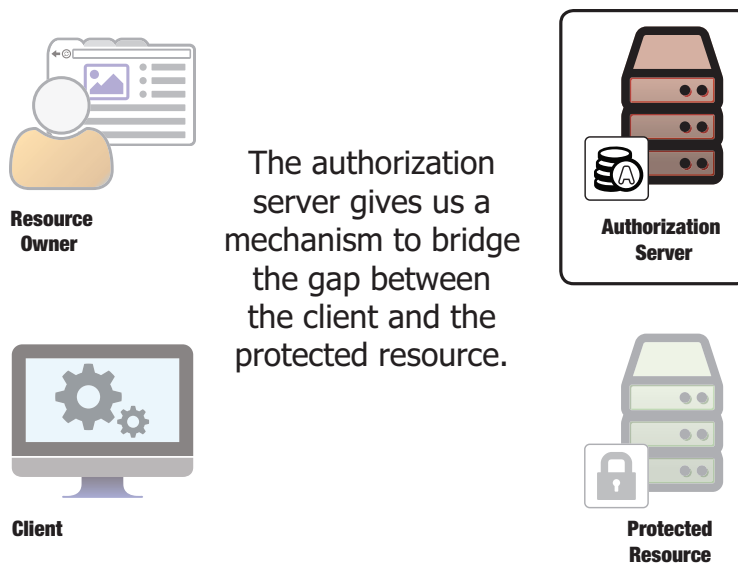 Resource
Owner
The authorization
server gives us a
mechanism to bridge
the gap between
the client and the
protected resource.
A
Authorization
Server
Client
Protected
Resource